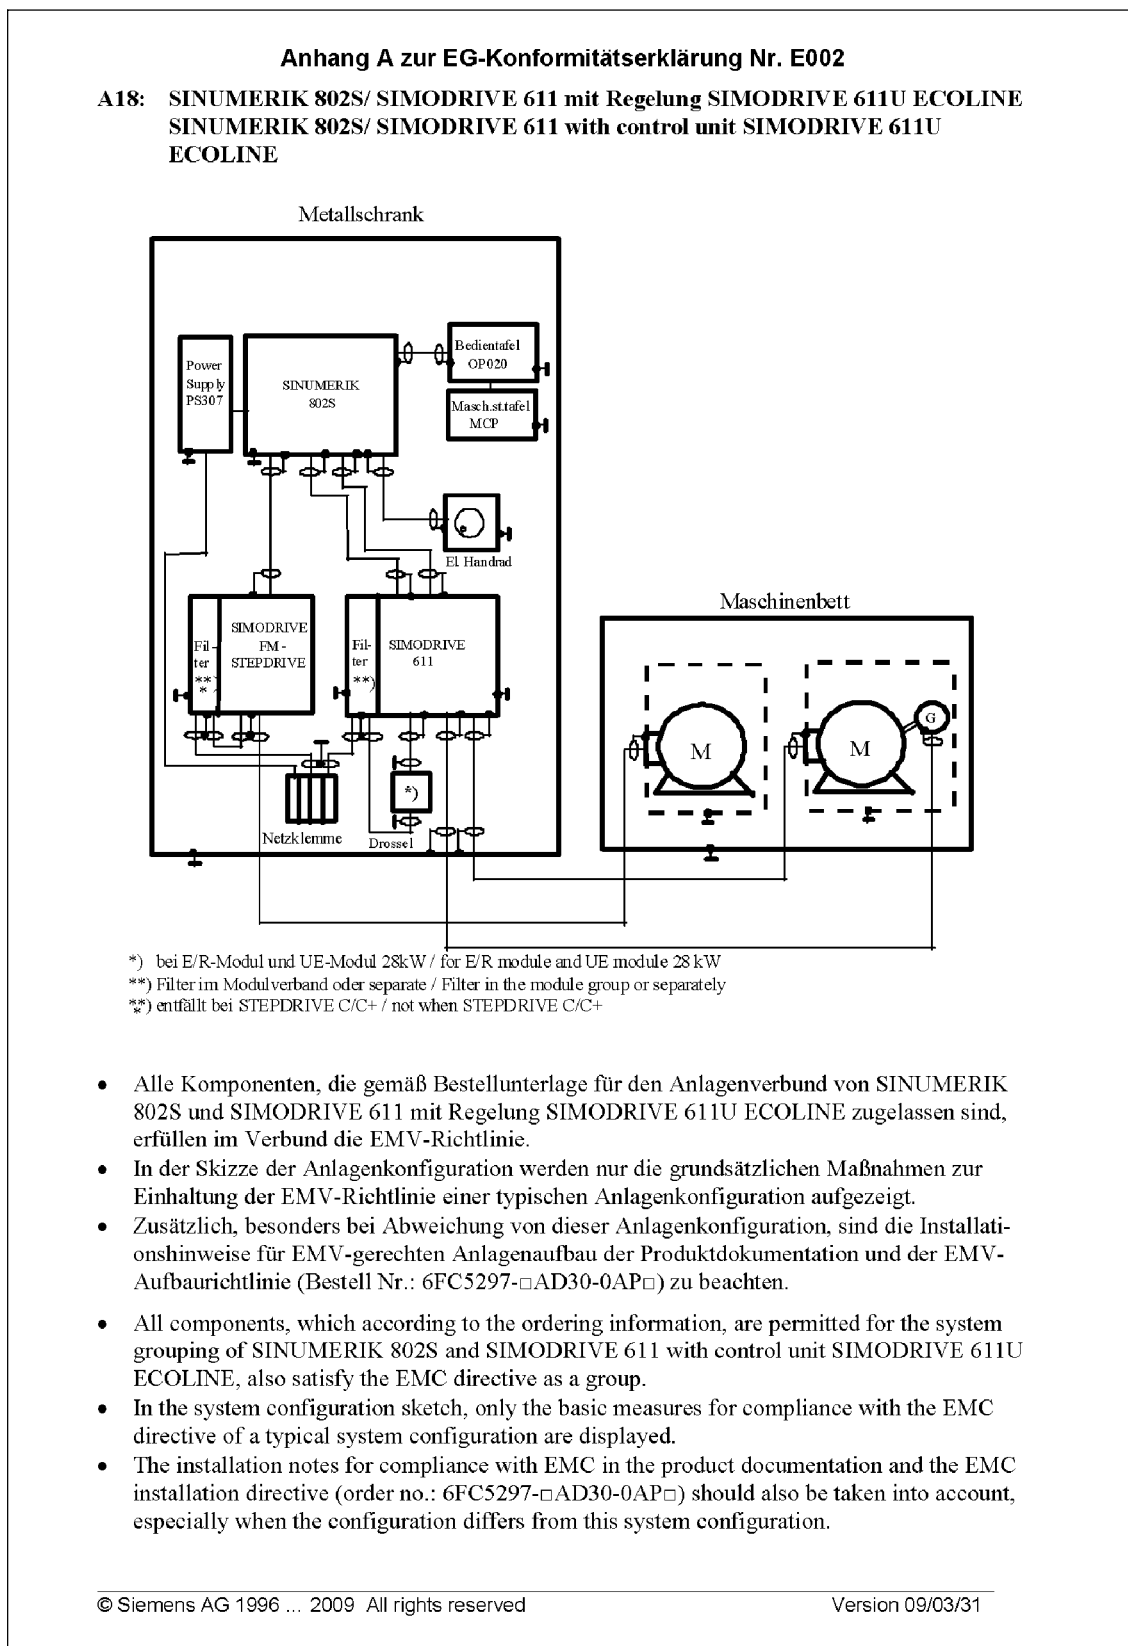 Anhang A zur EG-Konformitätserklärung Nr. E002
A18: SINUMERIK 802S/ SIMODRIVE 611 mit Regelung SIMODRIVE 611U ECOLINE
SINUMERIK 802S/ SIMODRIVE 611 with control unit SIMODRIVE 611U
ECOLINE
Metallschrank
Power
Supply
PS307
SINUMERIK
802S
Bedientafel
OP020
Masch.st.tafel
MCP
El. Handrad
Fil-
ter
**)
*
SIMODRIVE
FM-
STEPDRIVE
Fil-
ter
**)
SIMODRIVE
611
Netzklemme
*)
Drossel
Maschinenbett
M
M
G
*) bei E/R-Modul und UE-Modul 28kW / for E/R module and UE module 28 kW
**) Filter im Modulverband oder separate / Filter in the module group or separately
***) entfällt bei STEPDRIVE C/C+ / not when STEPDRIVE C/C+
• Alle Komponenten, die gemäß Bestellunterlage für den Anlagenverbund von SINUMERIK
802S und SIMODRIVE 611 mit Regelung SIMODRIVE 611U ECOLINE zugelassen sind,
erfüllen im Verbund die EMV-Richtlinie.
• In der Skizze der Anlagenkonfiguration werden nur die grundsätzlichen Maßnahmen zur
Einhaltung der EMV-Richtlinie einer typischen Anlagenkonfiguration aufgezeigt.
• Zusätzlich, besonders bei Abweichung von dieser Anlagenkonfiguration, sind die Installati-
onshinweise für EMV-gerechten Anlagenaufbau der Produktdokumentation und der EMV-
Aufbaurichtlinie (Bestell Nr.: 6FC5297-□AD30-0AP□) zu beachten.
• All components, which according to the ordering information, are permitted for the system
grouping of SINUMERIK 802S and SIMODRIVE 611 with control unit SIMODRIVE 611U
ECOLINE, also satisfy the EMC directive as a group.
• In the system configuration sketch, only the basic measures for compliance with the EMC
directive of a typical system configuration are displayed.
• The installation notes for compliance with EMC in the product documentation and the EMC
installation directive (order no.: 6FC5297-□AD30-0AP□) should also be taken into account,
especially when the configuration differs from this system configuration.
© Siemens AG 1996 ... 2009 All rights reserved
Version 09/03/31